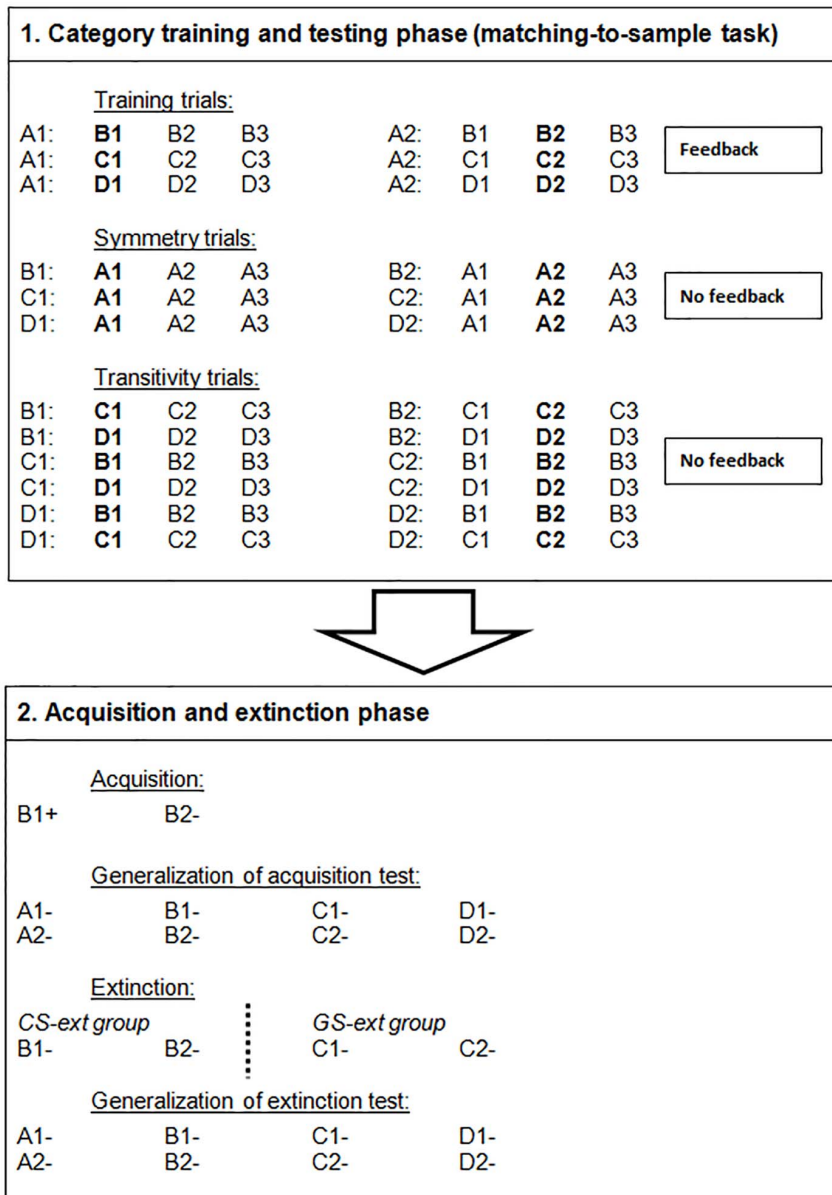 1. Category training and testing phase (matching-to-sample task)
Training trials:
A1: B1 B2 B3 A2: B1 B2 B3
A1: C1 C2 C3 A2: C1 C2 C3
A1: D1 D2 D3 A2: D1 D2 D3
Feedback
Symmetry trials:
B1: A1 A2 A3 B2: A1 A2 A3
C1: A1 A2 A3 C2: A1 A2 A3
D1: A1 A2 A3 D2: A1 A2 A3
No feedback
Transitivity trials:
B1: C1 C2 C3 B2: C1 C2 C3
B1: D1 D2 D3 B2: D1 D2 D3
C1: B1 B2 B3 C2: B1 B2 B3
C1: D1 D2 D3 C2: D1 D2 D3
D1: B1 B2 B3 D2: B1 B2 B3
D1: C1 C2 C3 D2: C1 C2 C3
No feedback
2. Acquisition and extinction phase
Acquisition:
B1+ B2-
Generalization of acquisition test:
A1- B1- C1- D1-
A2- B2- C2- D2-
Extinction:
CS-ext group GS-ext group
B1- B2- C1- C2-
Generalization of extinction test:
A1- B1- C1- D1-
A2- B2- C2- D2-